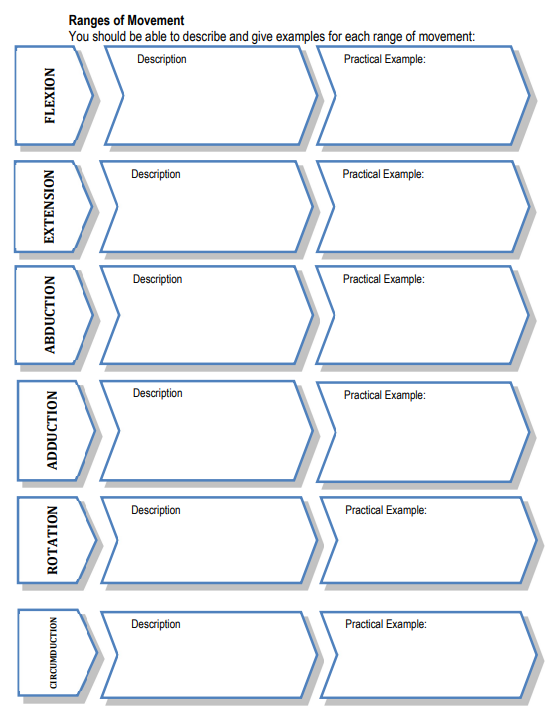 Ranges of Movement
You should be able to describe and give examples for each range of movement:
FLEXION
Description
Practical Example:
EXTENSION
Description
Practical Example:
ABDUCTION
Description
Practical Example:
ADDUCTION
Description
Practical Example:
ROTATION
Description
Practical Example:
CIRCUMDUCTION
Description
Practical Example: